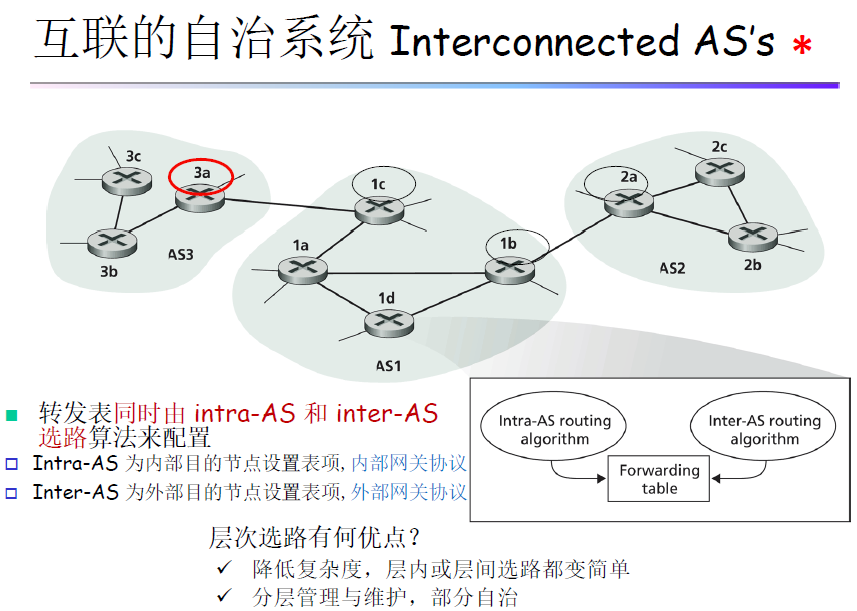 互联的自治系统 Interconnected AS's *
3c
3a
3b
AS3
1c
1a
1b
1d
AS1
2c
2a
2b
AS2
Intra-AS routing
algorithm
Inter-AS routing
algorithm
Forwarding
table
转发表同时由 intra-AS 和 inter-AS
选路算法来配置
Intra-AS 为内部目的节点设置表项, 内部网关协议
Inter-AS 为外部目的节点设置表项, 外部网关协议
层次选路有何优点？
✓ 降低复杂度，层内或层间选路都变简单
✓ 分层管理与维护，部分自治